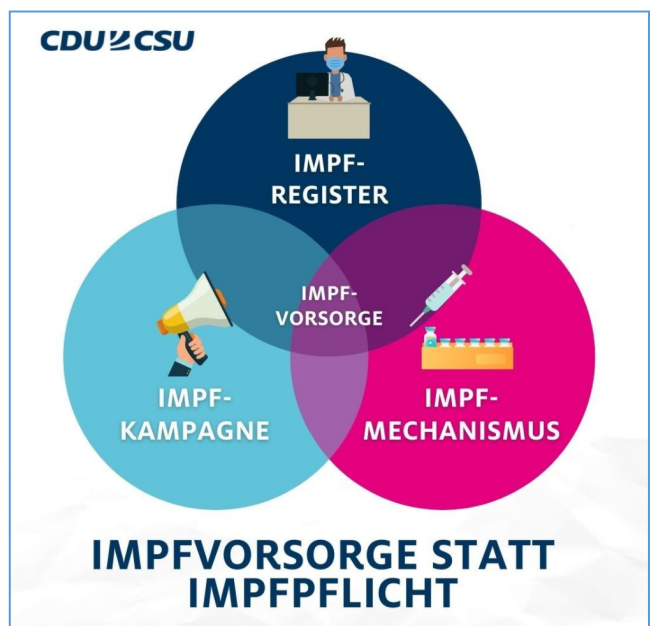 CDU CSU
IMPF-
REGISTER
IMPF-
VORSORGE
IMPF-
KAMPAGNE
IMPF-
MECHANISMUS
IMPFVORSORGE STATT
IMPFPFLICHT